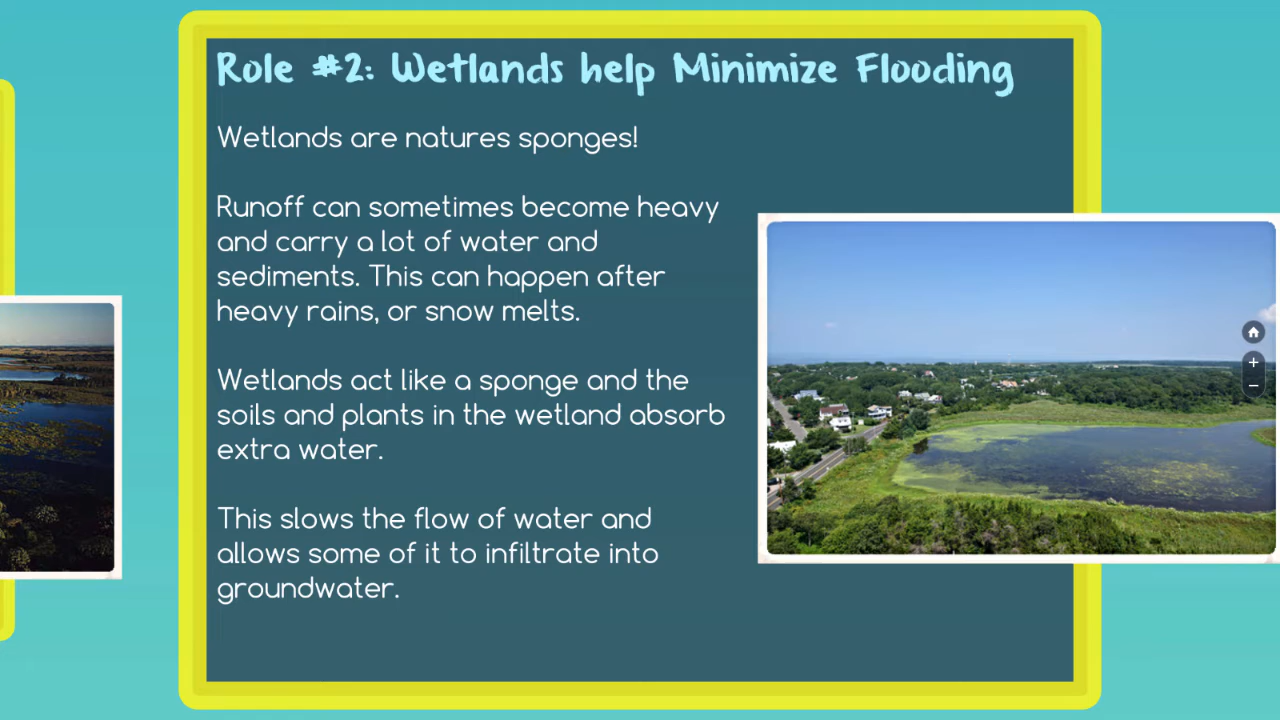 Role #2: Wetlands help Minimize Flooding
Wetlands are natures sponges!
Runoff can sometimes become heavy
and carry a lot of water and
sediments. This can happen after
heavy rains, or snow melts.
Wetlands act like a sponge and the
soils and plants in the wetland absorb
extra water.
This slows the flow of water and
allows some of it to infiltrate into
groundwater.